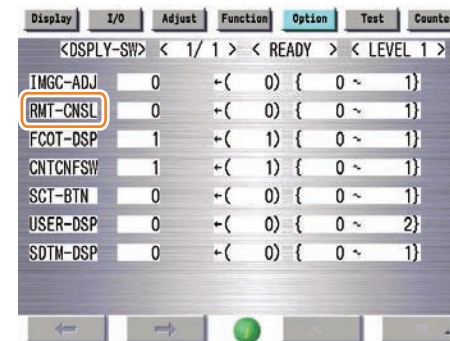 Display I/O Adjust Function Option Test Counte
<DSPLY-SW> < 1/ 1 > < READY > < LEVEL 1 >
IMGC-ADJ 0 ←( 0) { 0 ~ 1}
RMT-CNSL 0 ←( 0) { 0 ~ 1}
FCOT-DSP 1 ←( 1) { 0 ~ 1}
CNTCNFSW 1 ←( 1) { 0 ~ 1}
SCT-BTN 0 ←( 0) { 0 ~ 1}
USER-DSP 0 ←( 0) { 0 ~ 2}
SDTM-DSP 0 ←( 0) { 0 ~ 1}